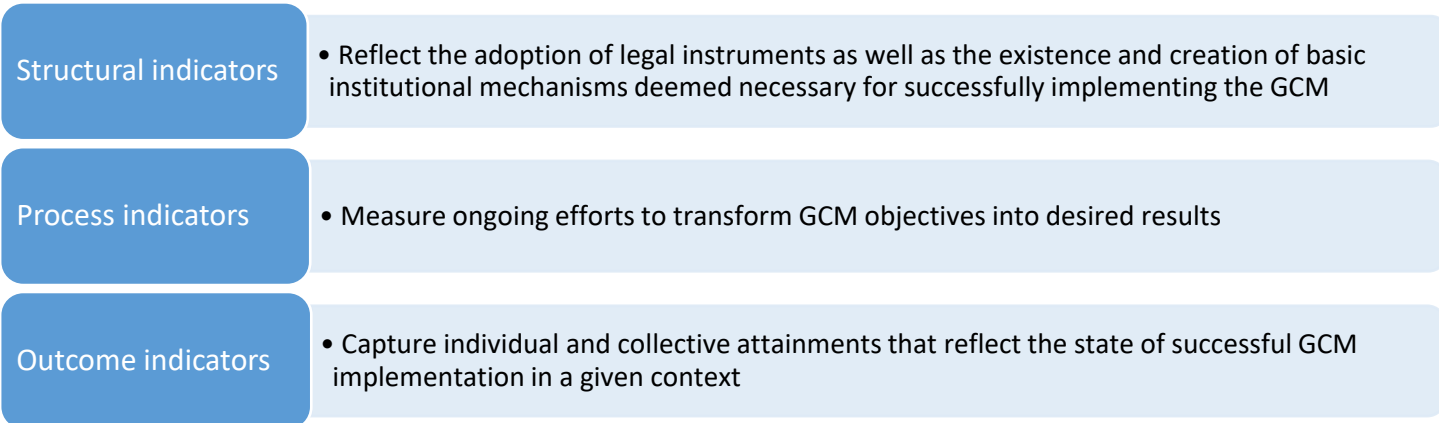 Structural indicators
• Reflect the adoption of legal instruments as well as the existence and creation of basic
institutional mechanisms deemed necessary for successfully implementing the GCM
Process indicators
• Measure ongoing efforts to transform GCM objectives into desired results
Outcome indicators
• Capture individual and collective attainments that reflect the state of successful GCM
implementation in a given context